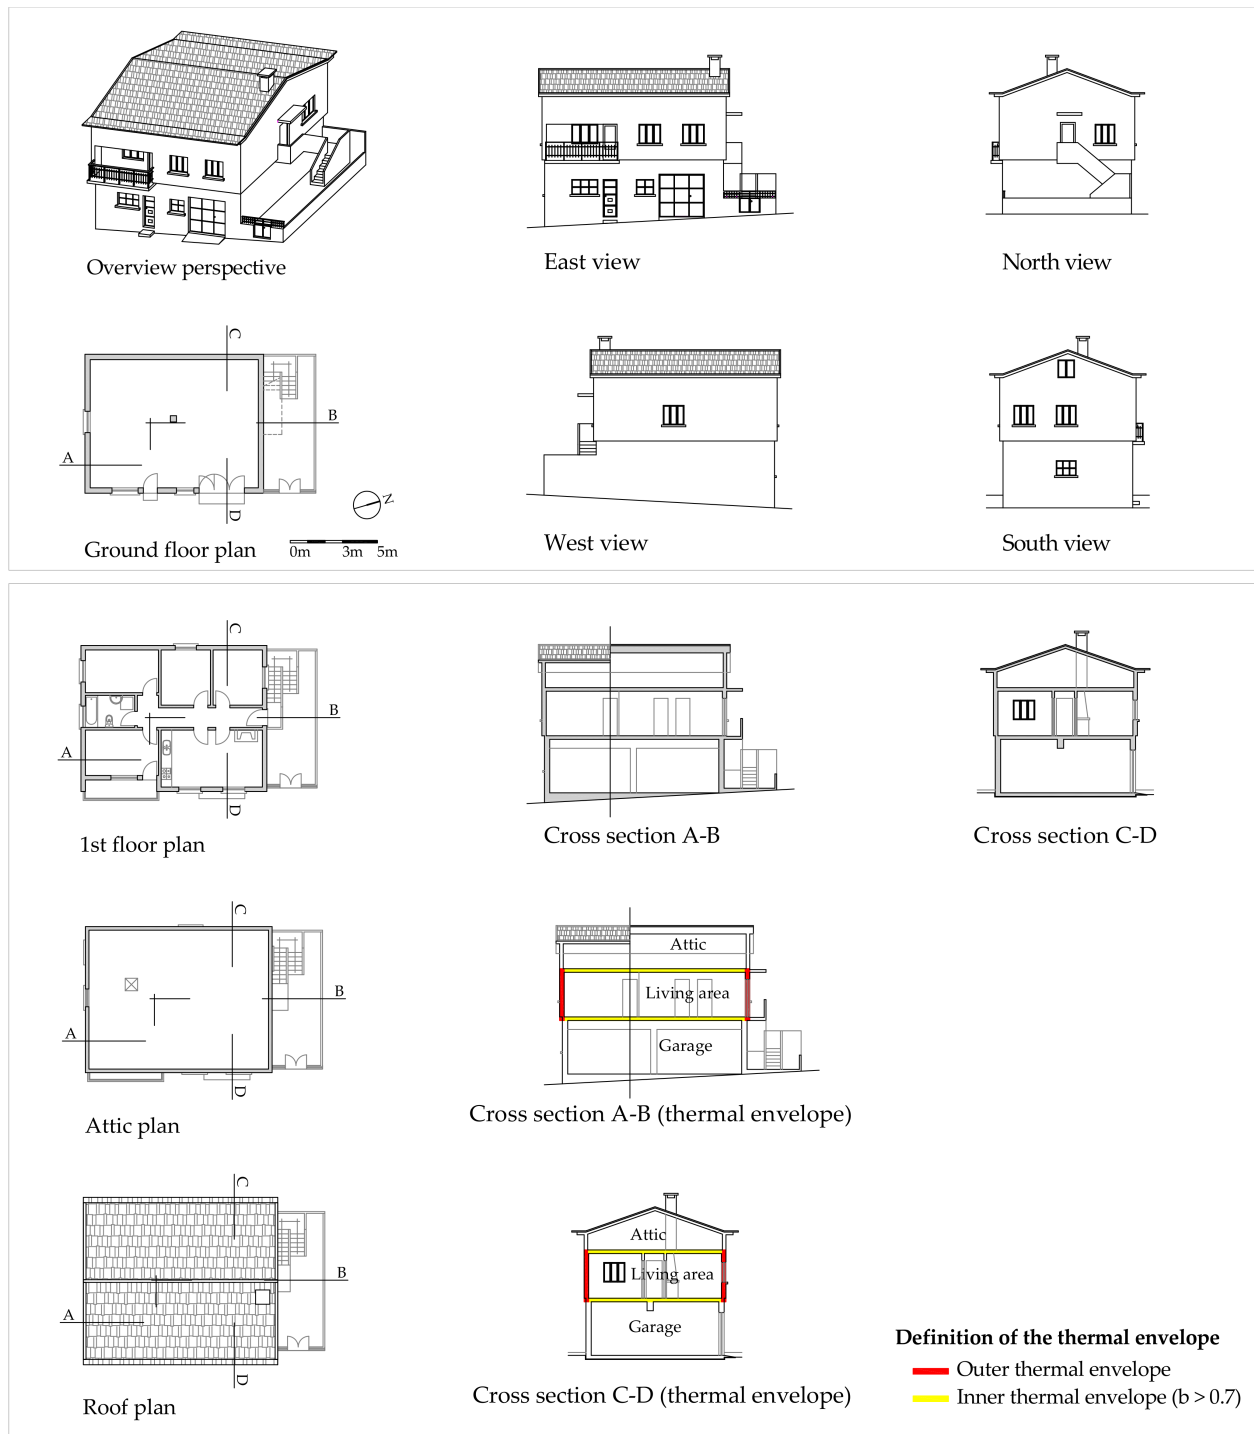 Overview perspective
East view
North view
C
B
A
D
N
Ground floor plan
0m 3m 5m
West view
South view
C
B
A
D
1st floor plan
Cross section A-B
Cross section C-D
C
B
A
D
Attic plan
Attic
Living area
Garage
Cross section A-B (thermal envelope)
C
B
A
D
Roof plan
Attic
Living area
Garage
Cross section C-D (thermal envelope)
Definition of the thermal envelope
Outer thermal envelope
Inner thermal envelope (b > 0.7)